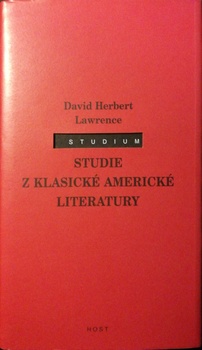 David Herbert
Lawrence
STUDIUM
STUDIE
Z KLASICKÉ AMERICKÉ
LITERATURY
HOST